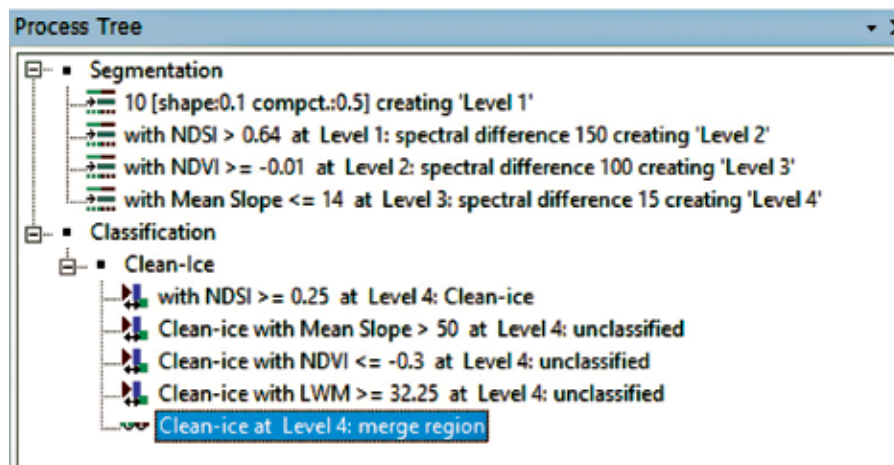 Process Tree
Segmentation
10 [shape:0.1 compct.:0.5] creating 'Level 1'
with NDSI > 0.64 at Level 1: spectral difference 150 creating 'Level 2'
with NDVI >= -0.01 at Level 2: spectral difference 100 creating 'Level 3'
with Mean Slope <= 14 at Level 3: spectral difference 15 creating 'Level 4'
Classification
Clean-Ice
with NDSI >= 0.25 at Level 4: Clean-ice
Clean-ice with Mean Slope > 50 at Level 4: unclassified
Clean-ice with NDVI <= -0.3 at Level 4: unclassified
Clean-ice with LWM >= 32.25 at Level 4: unclassified
Clean-ice at Level 4: merge region